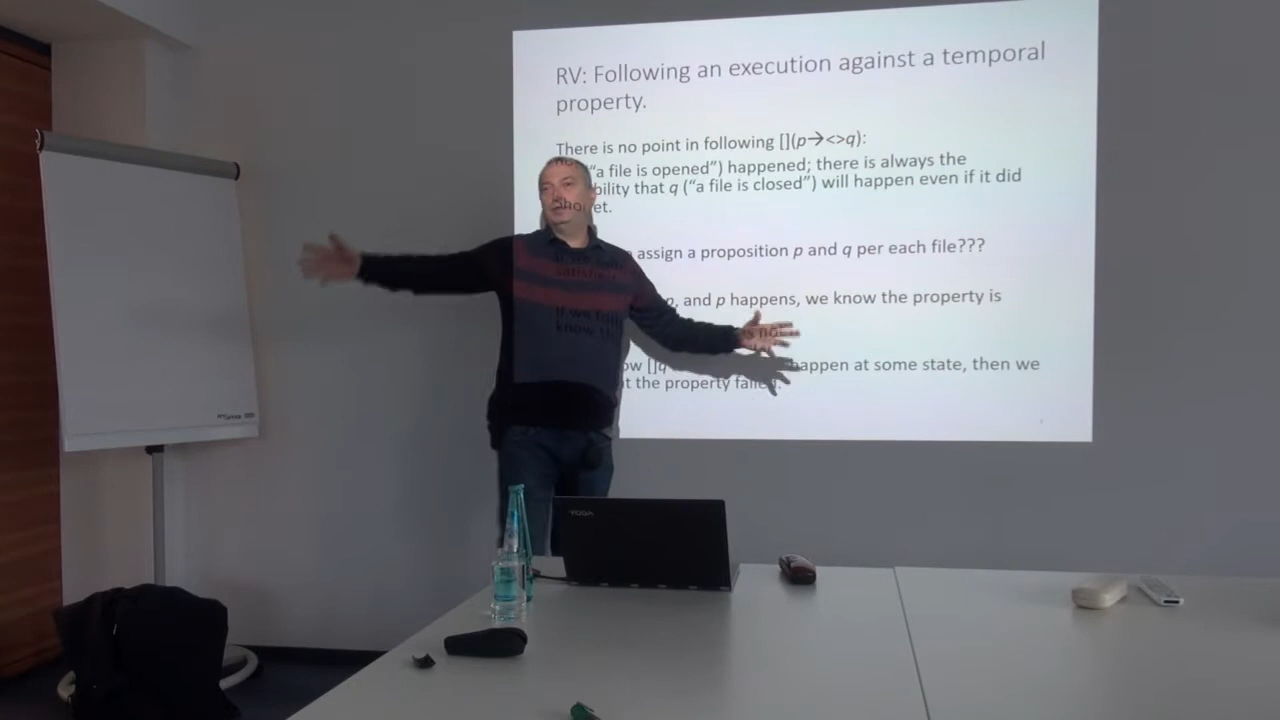 RV: Following an execution against a temporal
property.
There is no point in following [](p→<>q):
“a file is opened”) happened; there is always the
bility that q (“a file is closed”) will happen even if it did
et.
assign a proposition p and q per each file???
p, and p happens, we know the property is
ow []q happen at some state, then we
t the property failed.
YOGA